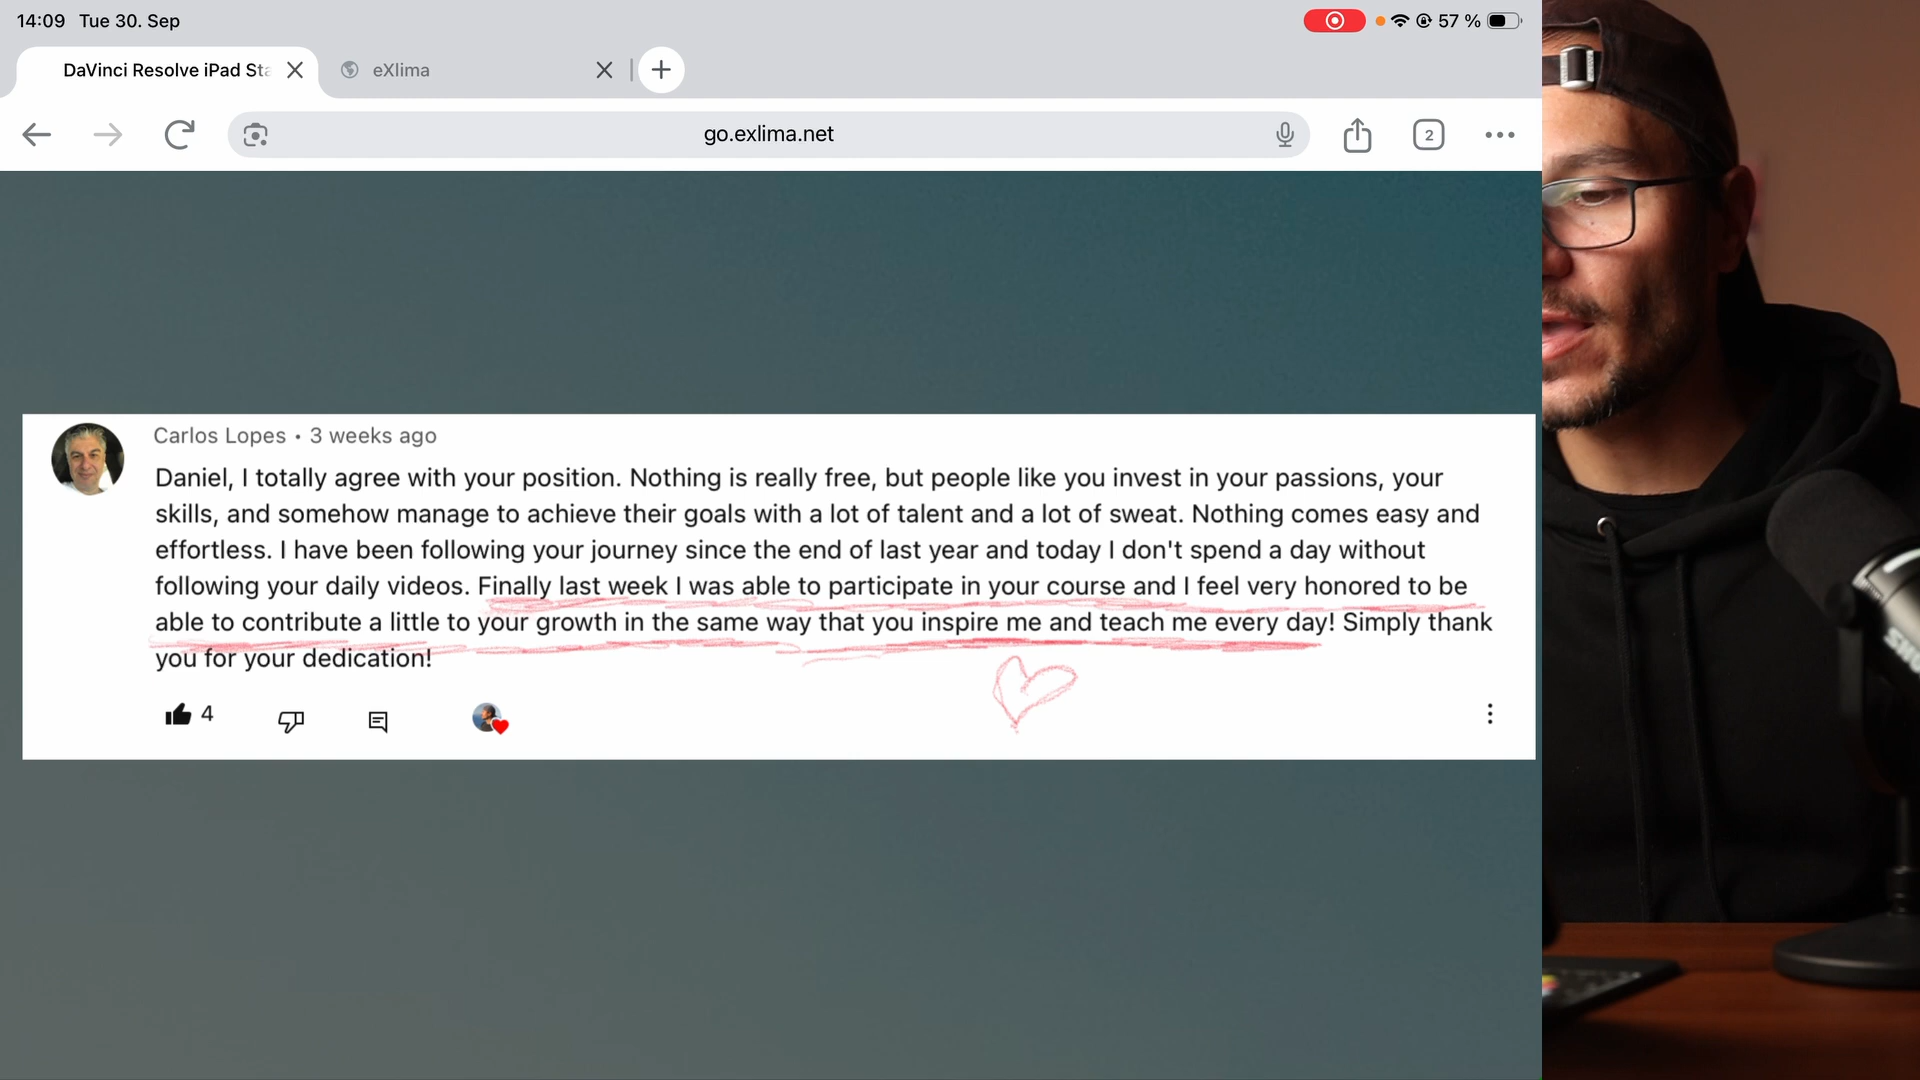 14:09 Tue 30. Sep
57 %
DaVinci Resolve iPad Sta
eXlima
go.exlima.net
2
Carlos Lopes • 3 weeks ago
Daniel, I totally agree with your position. Nothing is really free, but people like you invest in your passions, your
skills, and somehow manage to achieve their goals with a lot of talent and a lot of sweat. Nothing comes easy and
effortless. I have been following your journey since the end of last year and today I don't spend a day without
following your daily videos. Finally last week I was able to participate in your course and I feel very honored to be
able to contribute a little to your growth in the same way that you inspire me and teach me every day! Simply thank
you for your dedication!
4